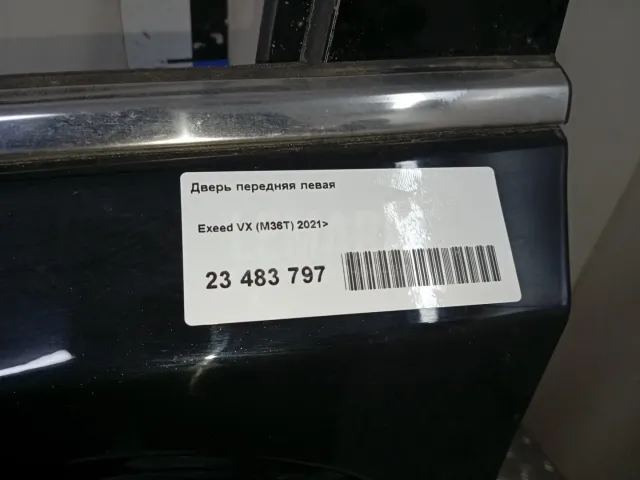 Дверь передняя левая
Exeed VX (M36T) 2021>
23 483 797